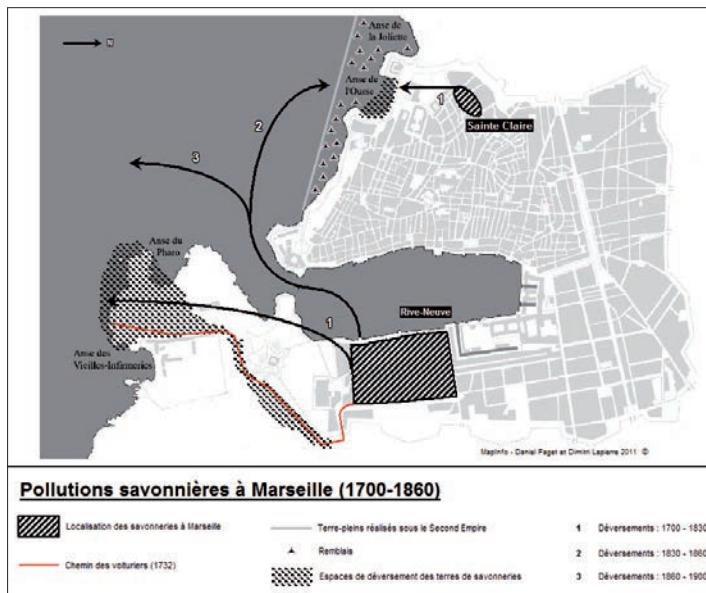 Anse de
la Joliette
N
Anse de
l'Ourse
1
Sainte Claire
2
3
Anse du
Pharo
1
Rive-Neuve
Anse des
Vieilles-Infirmeries
MapInfo - Daniel Faget et Dimitri Lapierre 2011 ©
Pollutions savonnières à Marseille (1700-1860)
Localisation des savonneries à Marseille
Chemin des voituriers (1732)
Terre-pleins réalisés sous le Second Empire
Remblais
Espaces de déversement des terres de savonneries
1 Déversements : 1700 - 1830
2 Déversements : 1830 - 1860
3 Déversements : 1860 - 1900